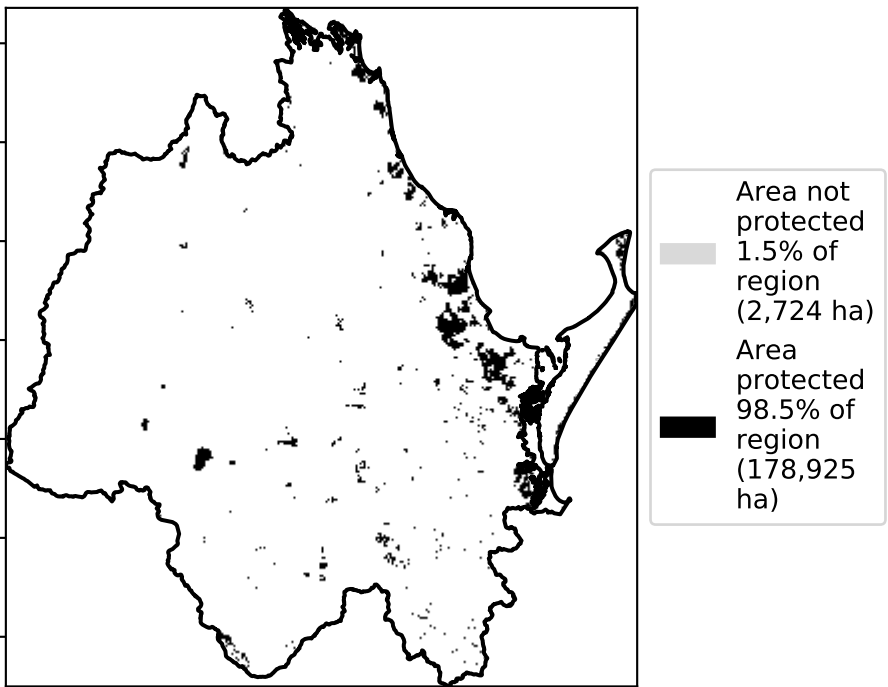 Area not
protected
1.5% of
region
(2,724 ha)
Area
protected
98.5% of
region
(178,925
ha)